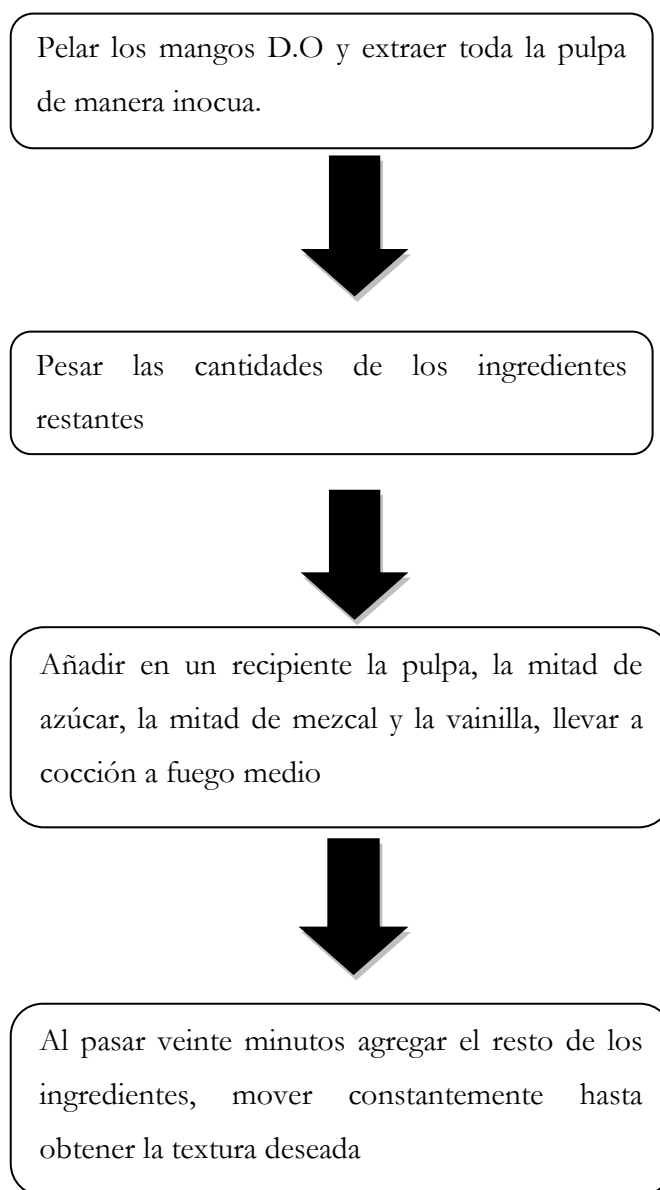 Pelar los mangos D.O y extraer toda la pulpa
de manera inocua.
Pesar las cantidades de los ingredientes
restantes
Añadir en un recipiente la pulpa, la mitad de
azúcar, la mitad de mezcal y la vainilla, llevar a
cocción a fuego medio
Al pasar veinte minutos agregar el resto de los
ingredientes, mover constantemente hasta
obtener la textura deseada